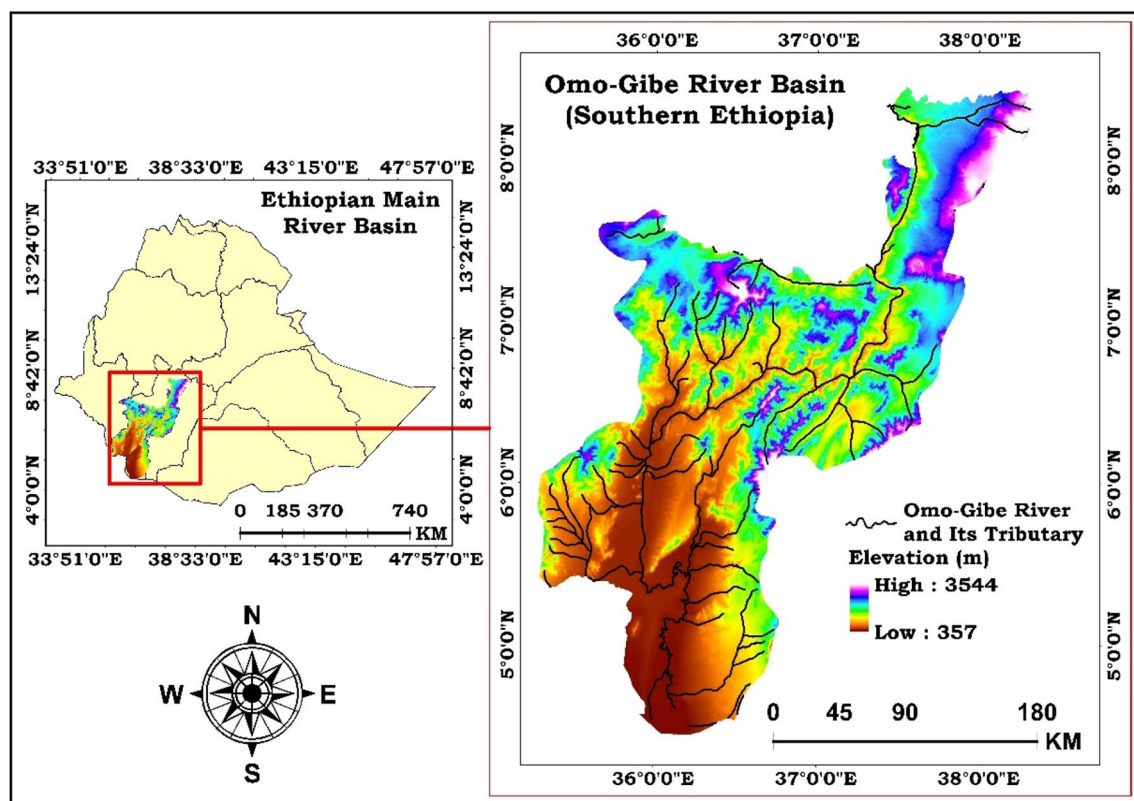 33°51'0"E 38°33'0"E 43°15'0"E 47°57'0"E
Ethiopian Main
River Basin
13°24'0"N
8°42'0"N
4°0'0"N
13°24'0"N
8°42'0"N
4°0'0"N
0 185 370 740
KM
33°51'0"E 38°33'0"E 43°15'0"E 47°57'0"E
N
W
E
S
36°0'0"E 37°0'0"E 38°0'0"E
Omo-Gibe River Basin
(Southern Ethiopia)
8°0'0"N
7°0'0"N
6°0'0"N
5°0'0"N
8°0'0"N
7°0'0"N
6°0'0"N
5°0'0"N
Omo-Gibe River
and Its Tributary
Elevation (m)
High : 3544
Low : 357
0 45 90 180
KM
36°0'0"E 37°0'0"E 38°0'0"E